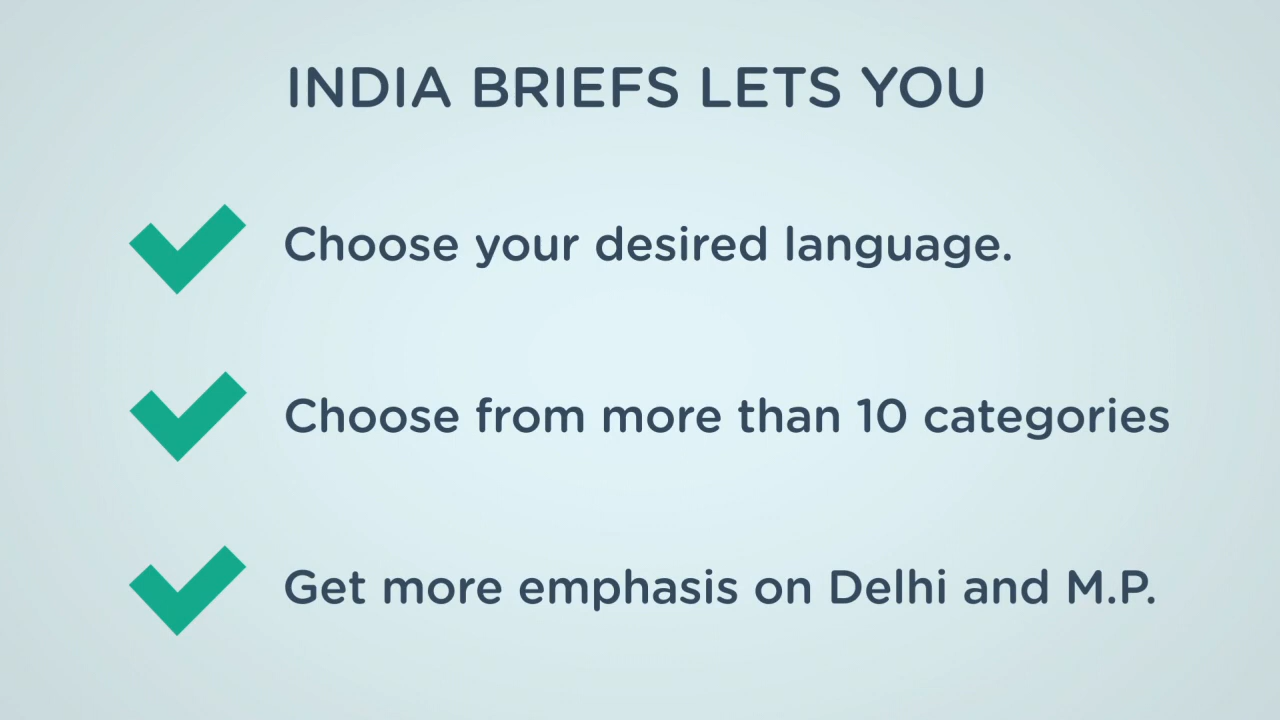 INDIA BRIEFS LETS YOU
Choose your desired language.
Choose from more than 10 categories
Get more emphasis on Delhi and M.P.